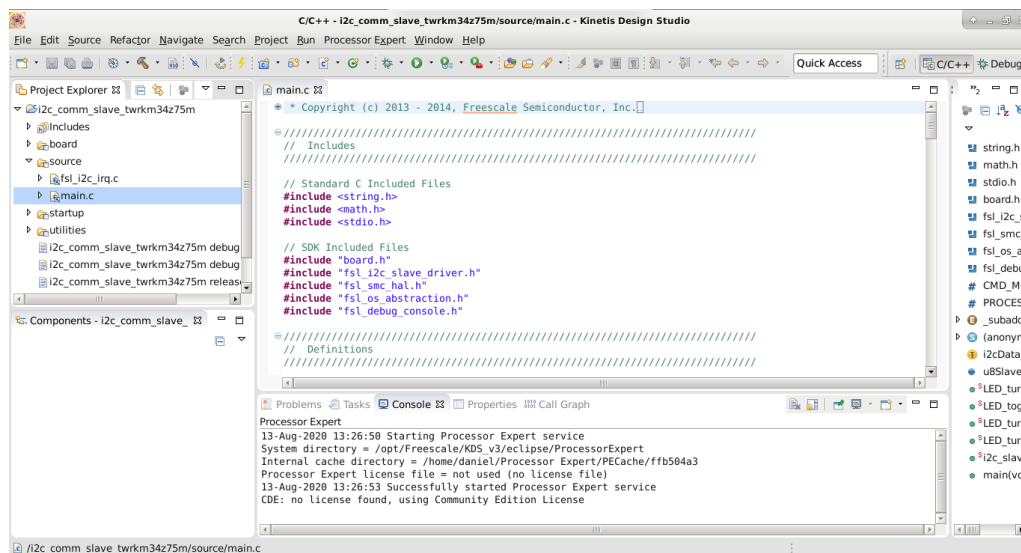 C/C++ - i2c_comm_slave_twrkm34z75m/source/main.c - Kinetis Design Studio
File Edit Source Refactor Navigate Search Project Run Processor Expert Window Help
Quick Access
C/C++
Debug
Project Explorer
i2c_comm_slave_twrkm34z75m
Includes
board
source
fsl_i2c_irq.c
main.c
startup
utilities
i2c_comm_slave_twrkm34z75m debug
i2c_comm_slave_twrkm34z75m debug
i2c_comm_slave_twrkm34z75m releas
Components - i2c_comm_slave_
main.c
* Copyright (c) 2013 - 2014, Freescale Semiconductor, Inc.
///////////////////////////////////////////////////////////////////////////////
// Includes
///////////////////////////////////////////////////////////////////////////////
// Standard C Included Files
#include <string.h>
#include <math.h>
#include <stdio.h>
// SDK Included Files
#include "board.h"
#include "fsl_i2c_slave_driver.h"
#include "fsl_smc_hal.h"
#include "fsl_os_abstraction.h"
#include "fsl_debug_console.h"
///////////////////////////////////////////////////////////////////////////////
// Definitions
///////////////////////////////////////////////////////////////////////////////
Problems Tasks Console Properties Call Graph
Processor Expert
13-Aug-2020 13:26:50 Starting Processor Expert service
System directory = /opt/Freescale/KDS_v3/eclipse/ProcessorExpert
Internal cache directory = /home/daniel/Processor Expert/PECache/ffb504a3
Processor Expert license file = not used (no license file)
13-Aug-2020 13:26:53 Successfully started Processor Expert service
CDE: no license found, using Community Edition License
»2
string.h
math.h
stdio.h
board.h
fsl_i2c_s
fsl_smc_
fsl_os_a
fsl_debu
# CMD_M
# PROCES
_subadd
(anonym
i2cData_
u8Slave
LED_tur
LED_tog
LED_tur
LED_tur
i2c_slav
main(vo
/i2c_comm_slave_twrkm34z75m/source/main.c